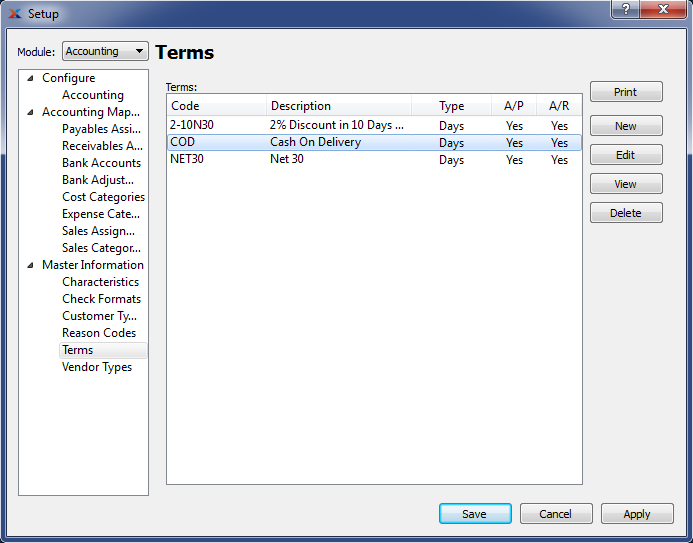 Setup
Module: Accounting
Terms
Configure
Accounting
Accounting Map...
Payables Assi...
Receivables A...
Bank Accounts
Bank Adjust...
Cost Categories
Expense Cate...
Sales Assign...
Sales Categor...
Master Information
Characteristics
Check Formats
Customer Ty...
Reason Codes
Terms
Vendor Types
Terms:
Code Description Type A/P A/R
2-10N30 2% Discount in 10 Days ... Days Yes Yes
COD Cash On Delivery Days Yes Yes
NET30 Net 30 Days Yes Yes
Print
New
Edit
View
Delete
Save Cancel Apply